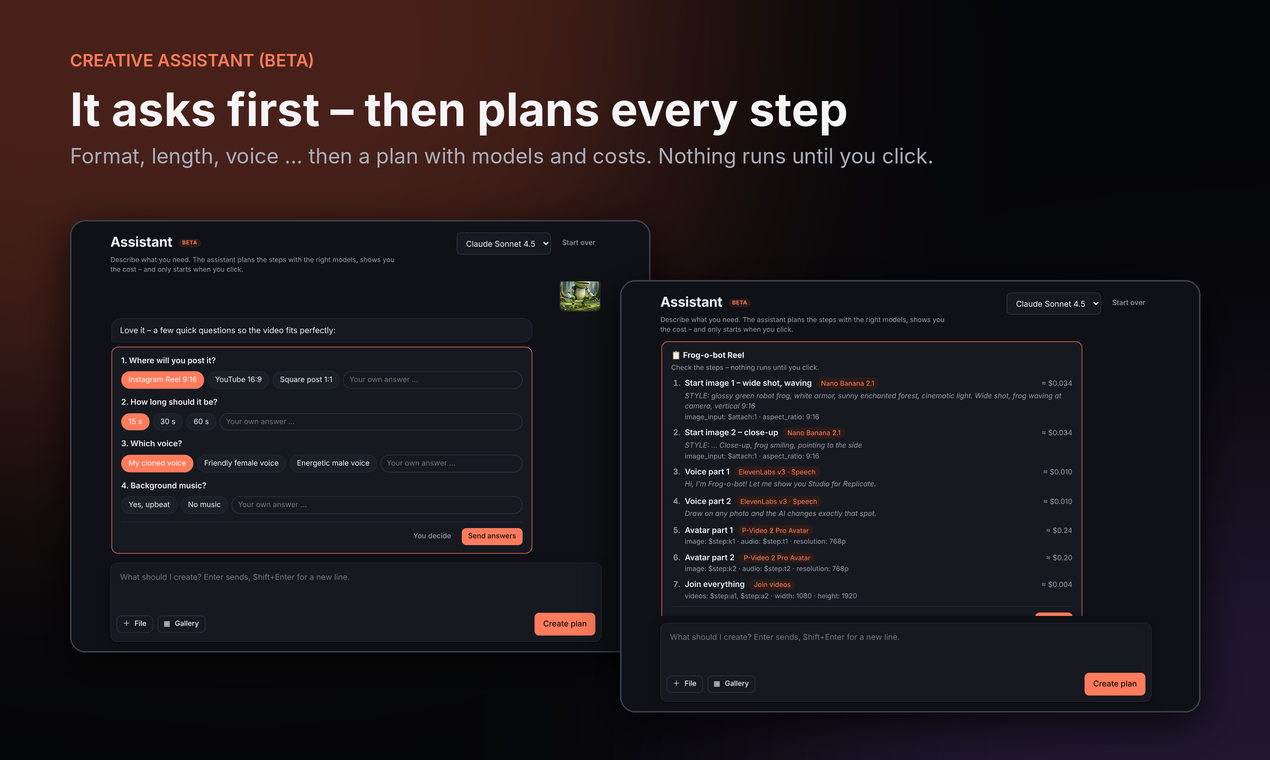 CREATIVE ASSISTANT (BETA)
It asks first – then plans every step
Format, length, voice … then a plan with models and costs. Nothing runs until you click.
Assistant BETA
Claude Sonnet 4.5
Start over
Describe what you need. The assistant plans the steps with the right models, shows you
the cost – and only starts when you click.
Love it – a few quick questions so the video fits perfectly:
1. Where will you post it?
Instagram Reel 9:16 YouTube 16:9 Square post 1:1 Your own answer …
2. How long should it be?
15 s 30 s 60 s Your own answer …
3. Which voice?
My cloned voice Friendly female voice Energetic male voice Your own answer …
4. Background music?
Yes, upbeat No music Your own answer …
You decide Send answers
What should I create? Enter sends, Shift+Enter for a new line.
+ File Gallery Create plan
Assistant BETA
Claude Sonnet 4.5
Start over
Describe what you need. The assistant plans the steps with the right models, shows you
the cost – and only starts when you click.
📋 Frog-o-bot Reel
Check the steps – nothing runs until you click.
1. Start image 1 – wide shot, waving Nano Banana 2.1 ≈ $0.034
STYLE: glossy green robot frog, white armor, sunny enchanted forest, cinematic light. Wide shot, frog waving at
camera, vertical 9:16
image_input: $attach:1 · aspect_ratio: 9:16
2. Start image 2 – close-up Nano Banana 2.1 ≈ $0.034
STYLE: … Close-up, frog smiling, pointing to the side
image_input: $attach:1 · aspect_ratio: 9:16
3. Voice part 1 ElevenLabs v3 · Speech ≈ $0.010
Hi, I'm Frog-o-bot! Let me show you Studio for Replicate.
4. Voice part 2 ElevenLabs v3 · Speech ≈ $0.010
Draw on any photo and the AI changes exactly that spot.
5. Avatar part 1 P-Video 2 Pro Avatar ≈ $0.24
image: $step:k1 · audio: $step:t1 · resolution: 768p
6. Avatar part 2 P-Video 2 Pro Avatar ≈ $0.20
image: $step:k2 · audio: $step:t2 · resolution: 768p
7. Join everything Join videos ≈ $0.004
videos: $step:a1, $step:a2 · width: 1080 · height: 1920
What should I create? Enter sends, Shift+Enter for a new line.
+ File Gallery Create plan